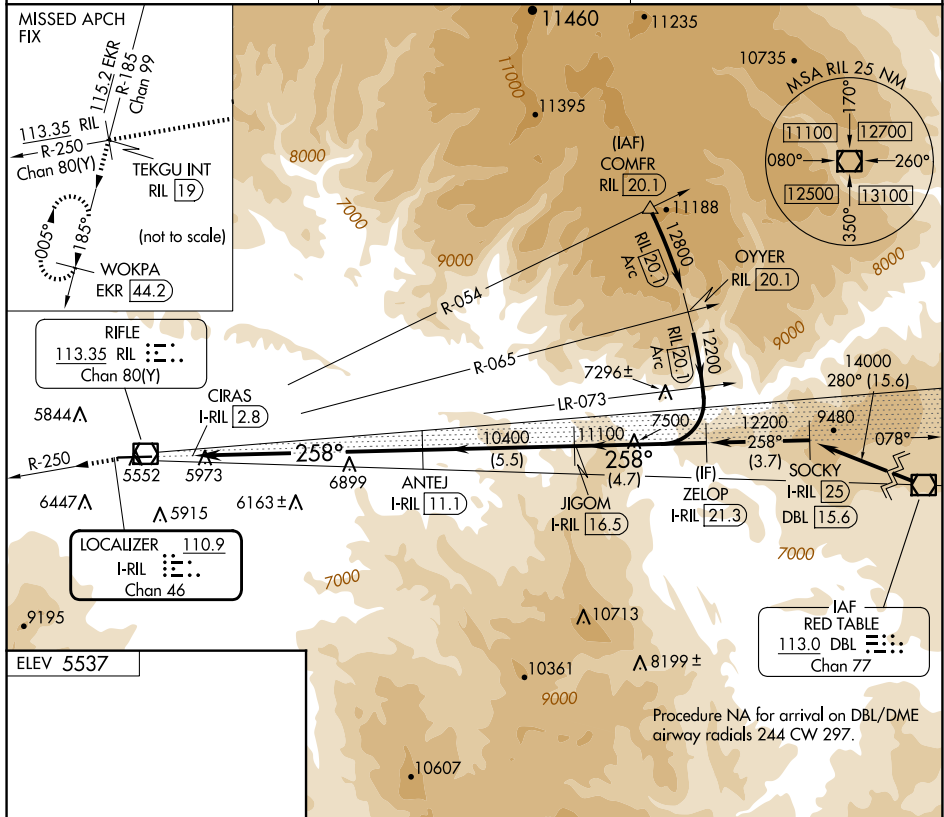 MISSED APCH
FIX
115.2 EKR
R-185
Chan 99
113.35 RIL
R-250
Chan 80(Y)
TEKGU INT
RIL 19
005°
185°
(not to scale)
WOKPA
EKR 44.2
11460
11235
10735
11000
11395
8000
7000
9000
MSA RIL 25 NM
170°
11100
12700
080°
260°
12500
13100
350°
(IAF)
COMFR
RIL 20.1
11188
12800
RIL 20.1
Arc
OYYER
RIL 20.1
8000
9000
R-054
R-065
RIL 20.1
Arc
12200
RIFLE
113.35 RIL
Chan 80(Y)
7296±
LR-073
14000
280° (15.6)
5844
CIRAS
I-RIL 2.8
7500
9480
12200
258°
(3.7)
078°
10400
(5.5)
11100
258°
258°
(4.7)
R-250
5552
5973
6899
ANTEJ
I-RIL 11.1
JIGOM
I-RIL 16.5
(IF)
ZELOP
I-RIL 21.3
SOCKY
I-RIL 25
DBL 15.6
6447
5915
6163±
LOCALIZER 110.9
I-RIL
Chan 46
7000
7000
9195
10713
IAF
RED TABLE
113.0 DBL
Chan 77
ELEV 5537
10361
8199±
9000
Procedure NA for arrival on DBL/DME
airway radials 244 CW 297.
10607